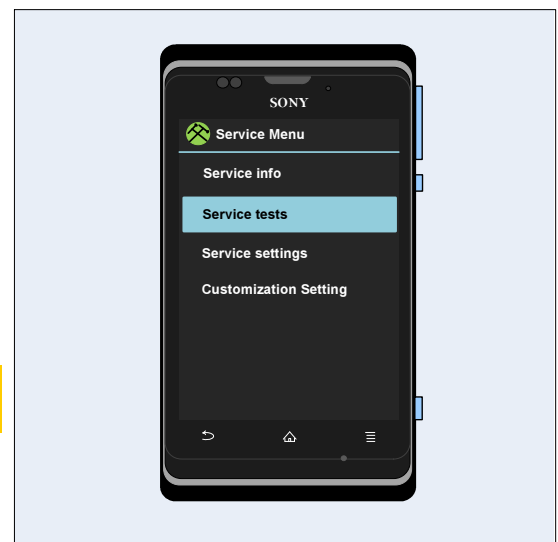 SONY
Service Menu
Service info
Service tests
Service settings
Customization Setting